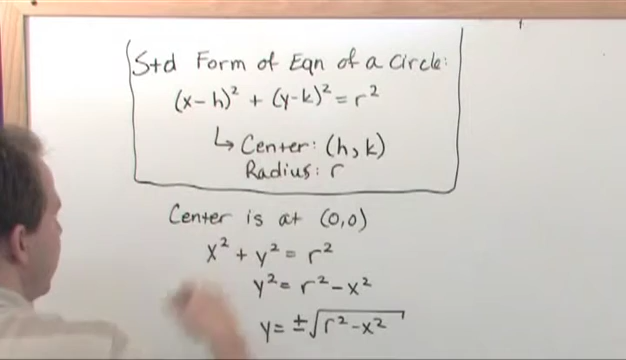 Std Form of Eqn of a Circle:
(x-h)² + (y-k)² = r²
↳ Center: (h, k)
Radius: r
Center is at (0,0)
x² + y² = r²
y² = r² - x²
y = ±√(r² - x²)